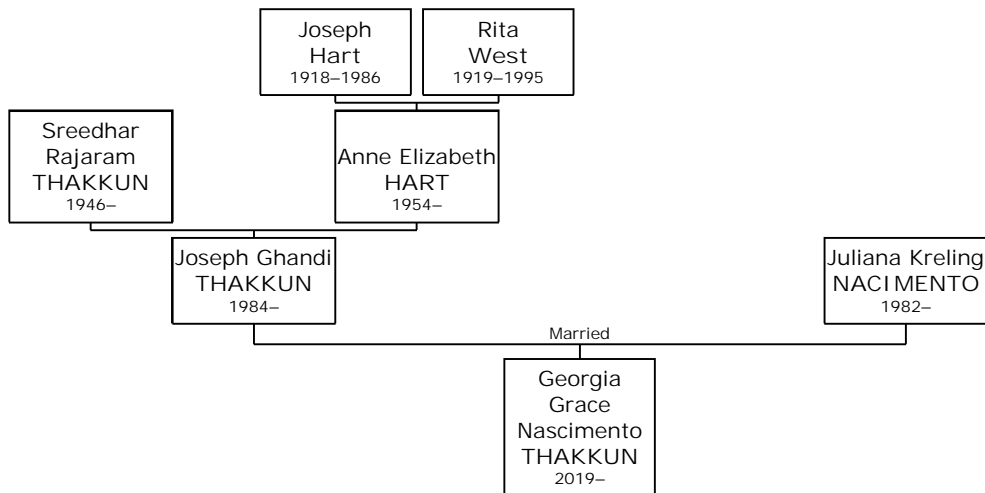 Joseph
Hart
1918–1986
Rita
West
1919–1995
Sreedhar
Rajaram
THAKKUN
1946–
Anne Elizabeth
HART
1954–
Joseph Ghandi
THAKKUN
1984–
Juliana Kreling
NACIMENTO
1982–
Married
Georgia
Grace
Nascimento
THAKKUN
2019–